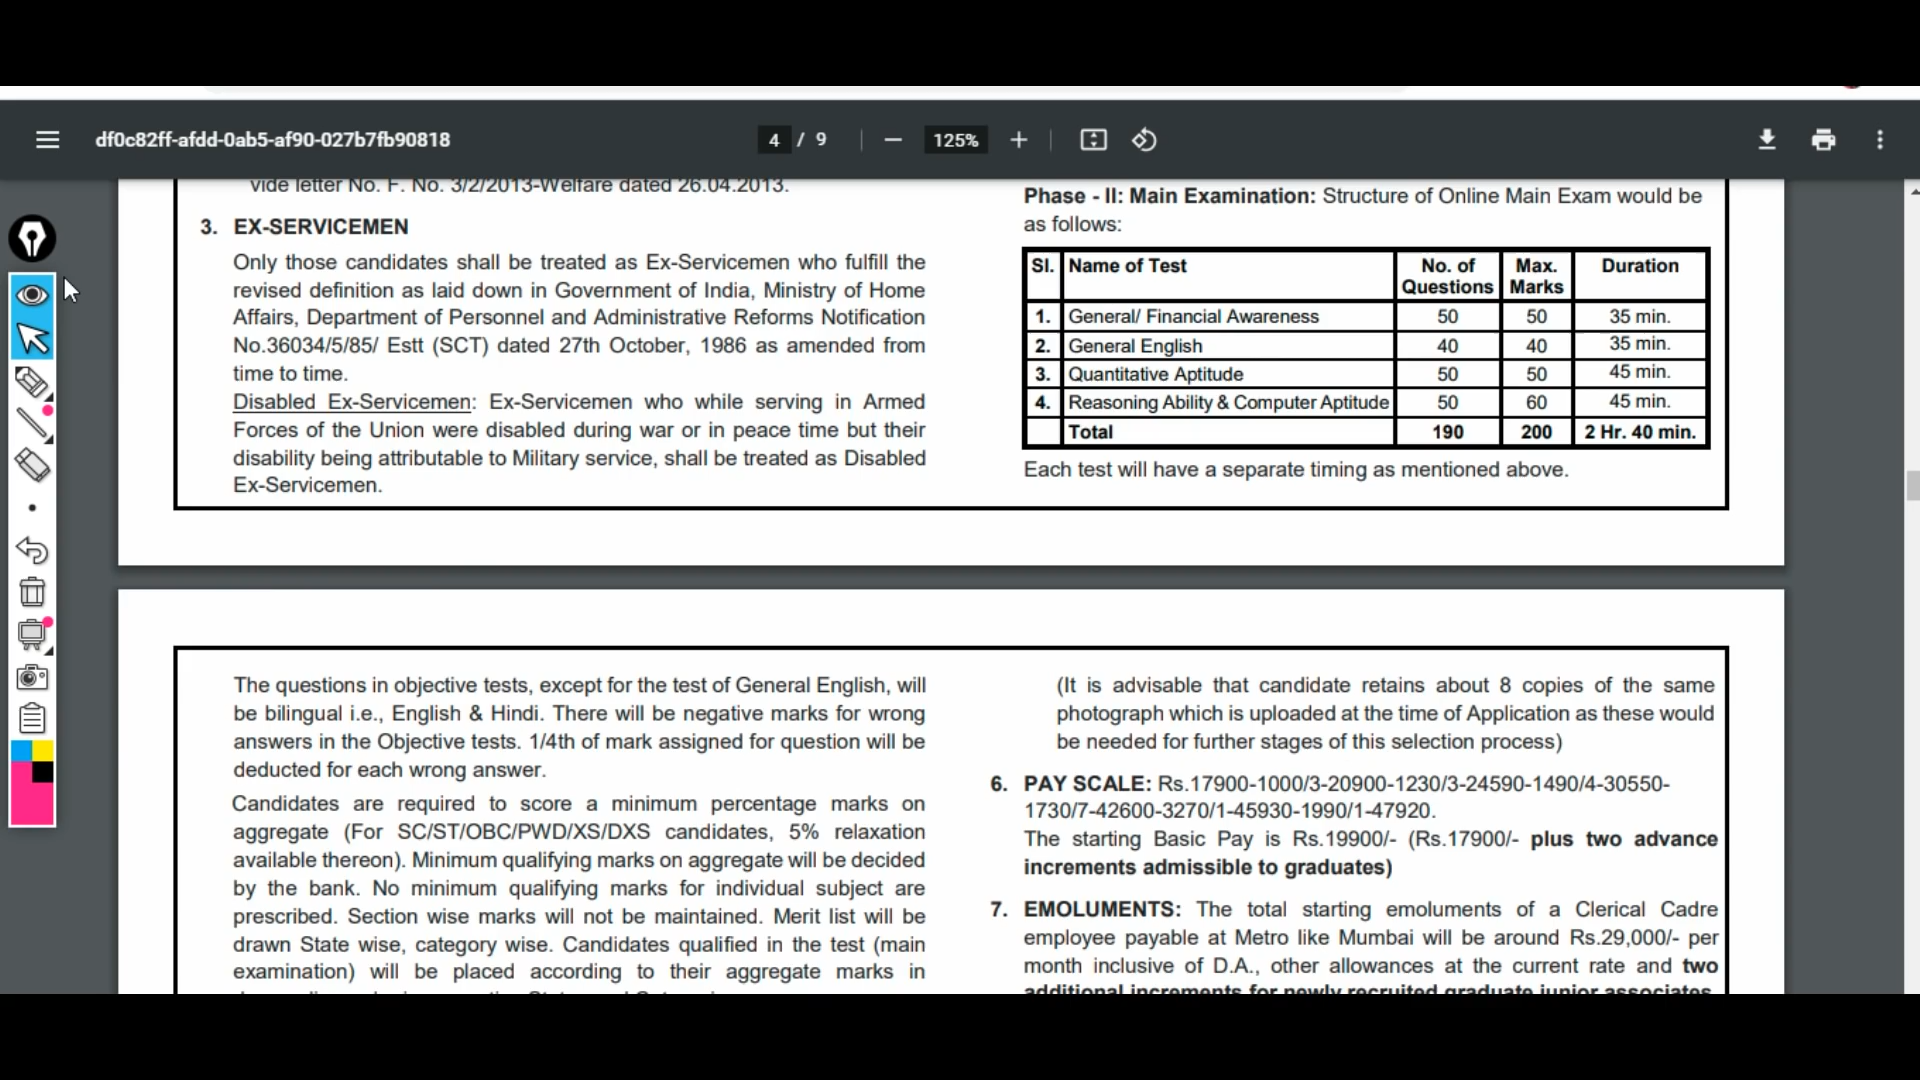 df0c82ff-afdd-0ab5-af90-027b7fb90818
4 / 9
125%
vide letter No. F. No. 3/2/2013-Welfare dated 26.04.2013.
3. EX-SERVICEMEN
Only those candidates shall be treated as Ex-Servicemen who fulfill the
revised definition as laid down in Government of India, Ministry of Home
Affairs, Department of Personnel and Administrative Reforms Notification
No.36034/5/85/ Estt (SCT) dated 27th October, 1986 as amended from
time to time.
Disabled Ex-Servicemen: Ex-Servicemen who while serving in Armed
Forces of the Union were disabled during war or in peace time but their
disability being attributable to Military service, shall be treated as Disabled
Ex-Servicemen.
Phase - II: Main Examination: Structure of Online Main Exam would be
as follows:
Sl. Name of Test No. of Questions Max. Marks Duration
1. General/ Financial Awareness 50 50 35 min.
2. General English 40 40 35 min.
3. Quantitative Aptitude 50 50 45 min.
4. Reasoning Ability & Computer Aptitude 50 60 45 min.
Total 190 200 2 Hr. 40 min.
Each test will have a separate timing as mentioned above.
The questions in objective tests, except for the test of General English, will
be bilingual i.e., English & Hindi. There will be negative marks for wrong
answers in the Objective tests. 1/4th of mark assigned for question will be
deducted for each wrong answer.
Candidates are required to score a minimum percentage marks on
aggregate (For SC/ST/OBC/PWD/XS/DXS candidates, 5% relaxation
available thereon). Minimum qualifying marks on aggregate will be decided
by the bank. No minimum qualifying marks for individual subject are
prescribed. Section wise marks will not be maintained. Merit list will be
drawn State wise, category wise. Candidates qualified in the test (main
examination) will be placed according to their aggregate marks in
(It is advisable that candidate retains about 8 copies of the same
photograph which is uploaded at the time of Application as these would
be needed for further stages of this selection process)
6. PAY SCALE: Rs.17900-1000/3-20900-1230/3-24590-1490/4-30550-
1730/7-42600-3270/1-45930-1990/1-47920.
The starting Basic Pay is Rs.19900/- (Rs.17900/- plus two advance
increments admissible to graduates)
7. EMOLUMENTS: The total starting emoluments of a Clerical Cadre
employee payable at Metro like Mumbai will be around Rs.29,000/- per
month inclusive of D.A., other allowances at the current rate and two
additional increments for newly recruited graduate junior associates.